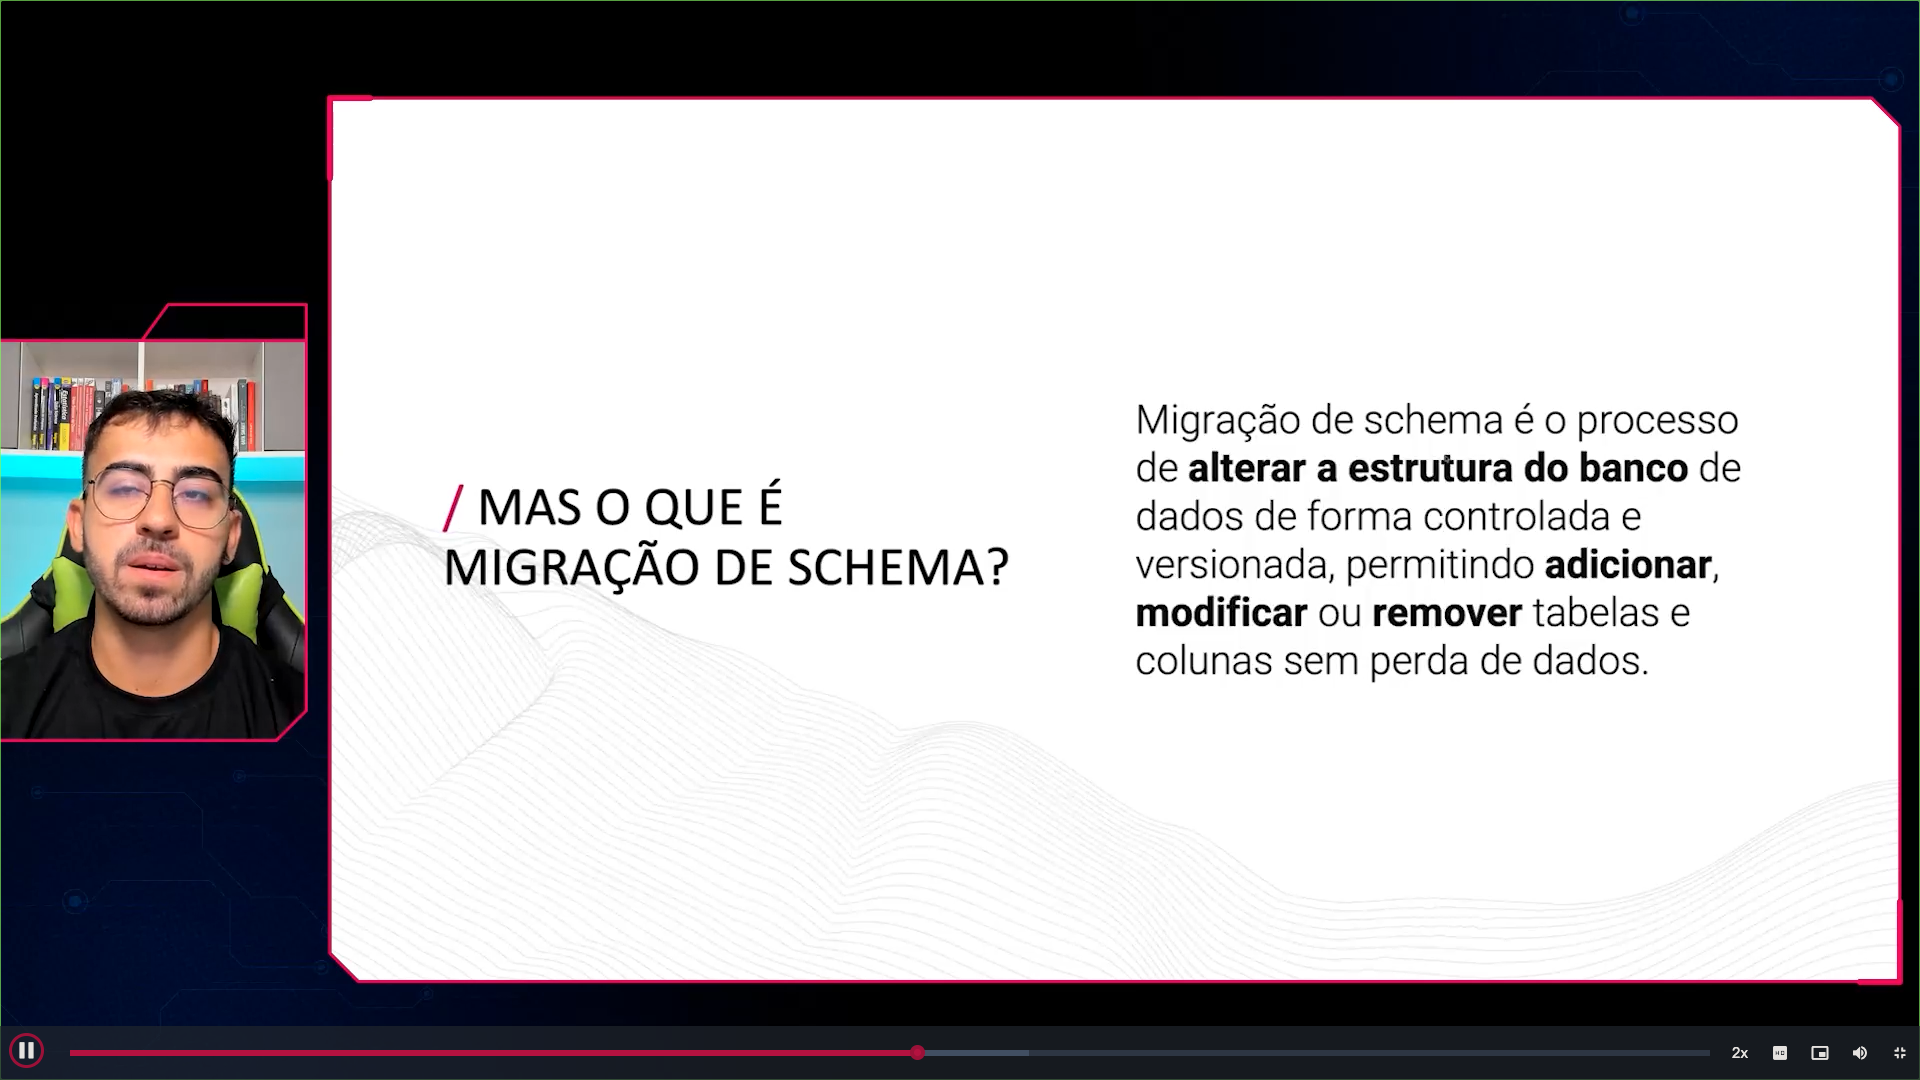 / MAS O QUE É
MIGRAÇÃO DE SCHEMA?
Migração de schema é o processo
de alterar a estrutura do banco de
dados de forma controlada e
versionada, permitindo adicionar,
modificar ou remover tabelas e
colunas sem perda de dados.
2x
HD